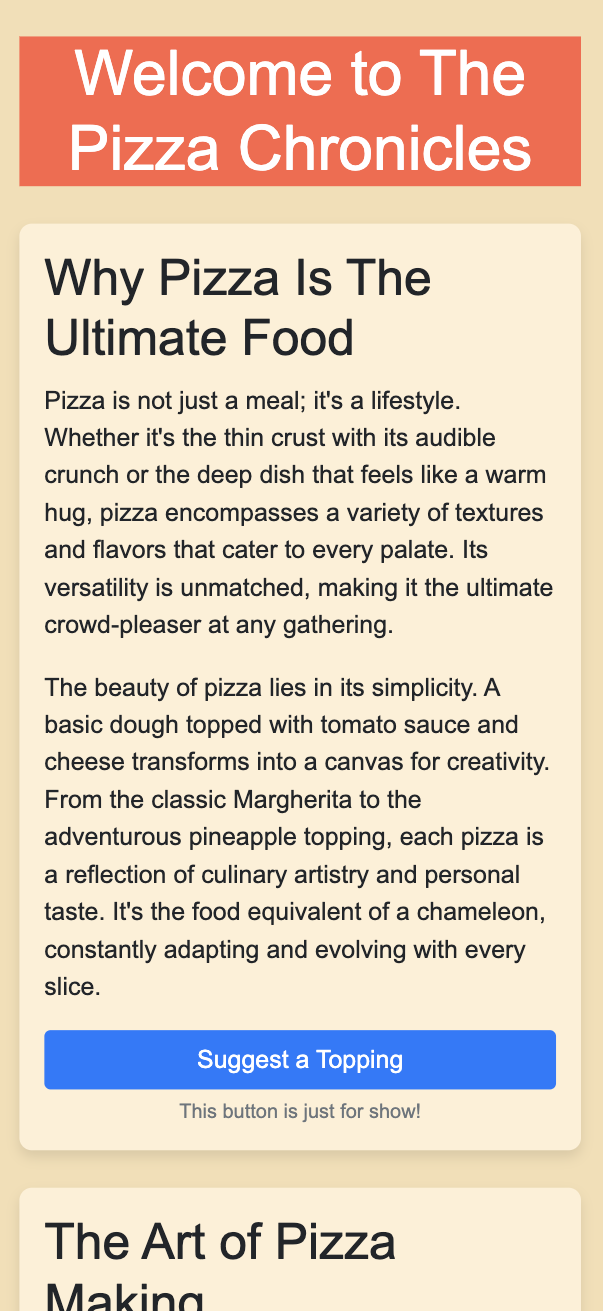 Welcome to The
Pizza Chronicles
Why Pizza Is The
Ultimate Food
Pizza is not just a meal; it's a lifestyle.
Whether it's the thin crust with its audible
crunch or the deep dish that feels like a warm
hug, pizza encompasses a variety of textures
and flavors that cater to every palate. Its
versatility is unmatched, making it the ultimate
crowd-pleaser at any gathering.
The beauty of pizza lies in its simplicity. A
basic dough topped with tomato sauce and
cheese transforms into a canvas for creativity.
From the classic Margherita to the
adventurous pineapple topping, each pizza is
a reflection of culinary artistry and personal
taste. It's the food equivalent of a chameleon,
constantly adapting and evolving with every
slice.
Suggest a Topping
This button is just for show!
The Art of Pizza
Making